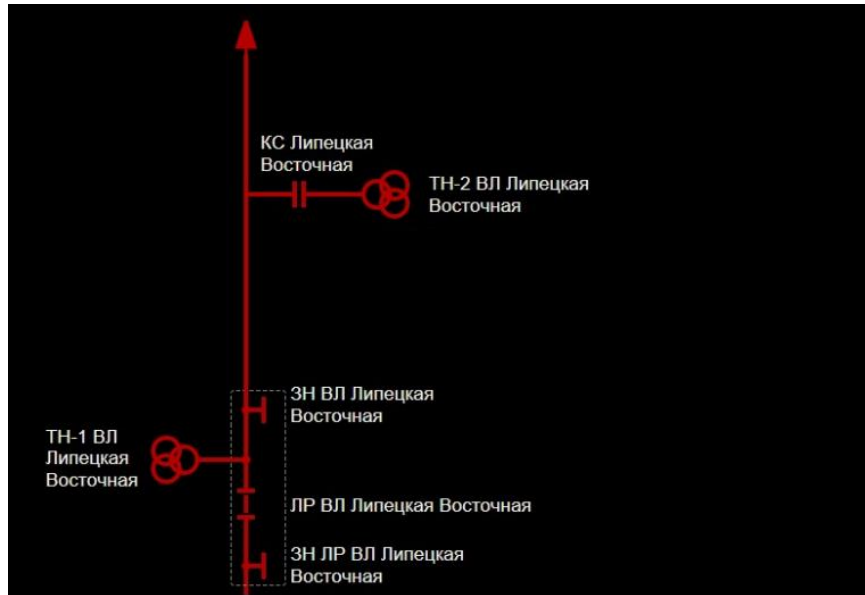 КС Липецкая
Восточная
ТН-2 ВЛ Липецкая
Восточная
ЗН ВЛ Липецкая
Восточная
ТН-1 ВЛ
Липецкая
Восточная
ЛР ВЛ Липецкая Восточная
ЗН ЛР ВЛ Липецкая
Восточная